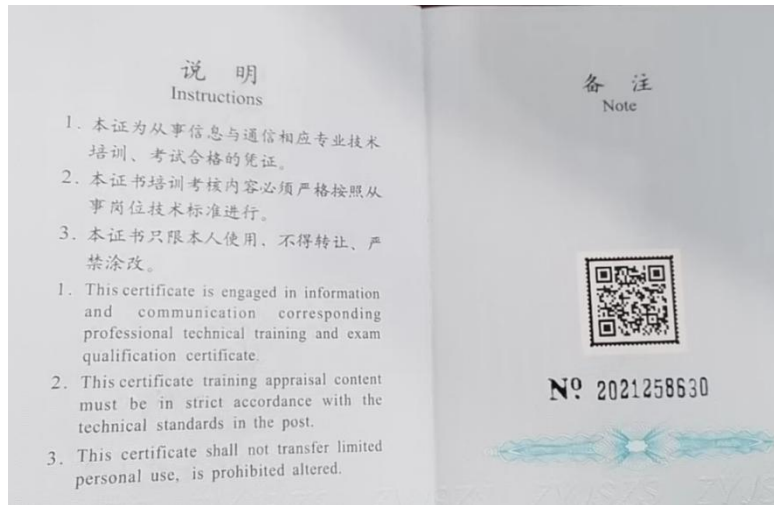 说 明
Instructions
1. 本证为从事信息与通信相应专业技术
培训、考试合格的凭证。
2. 本证书培训考核内容必须严格按照从
事岗位技术标准进行。
3. 本证书只限本人使用、不得转让、严
禁涂改。
1. This certificate is engaged in information
and communication corresponding
professional technical training and exam
qualification certificate.
2. This certificate training appraisal content
must be in strict accordance with the
technical standards in the post.
3. This certificate shall not transfer limited
personal use, is prohibited altered.
备 注
Note
Nº 2021258630
ZYJSZS ZYJSZS ZYJS